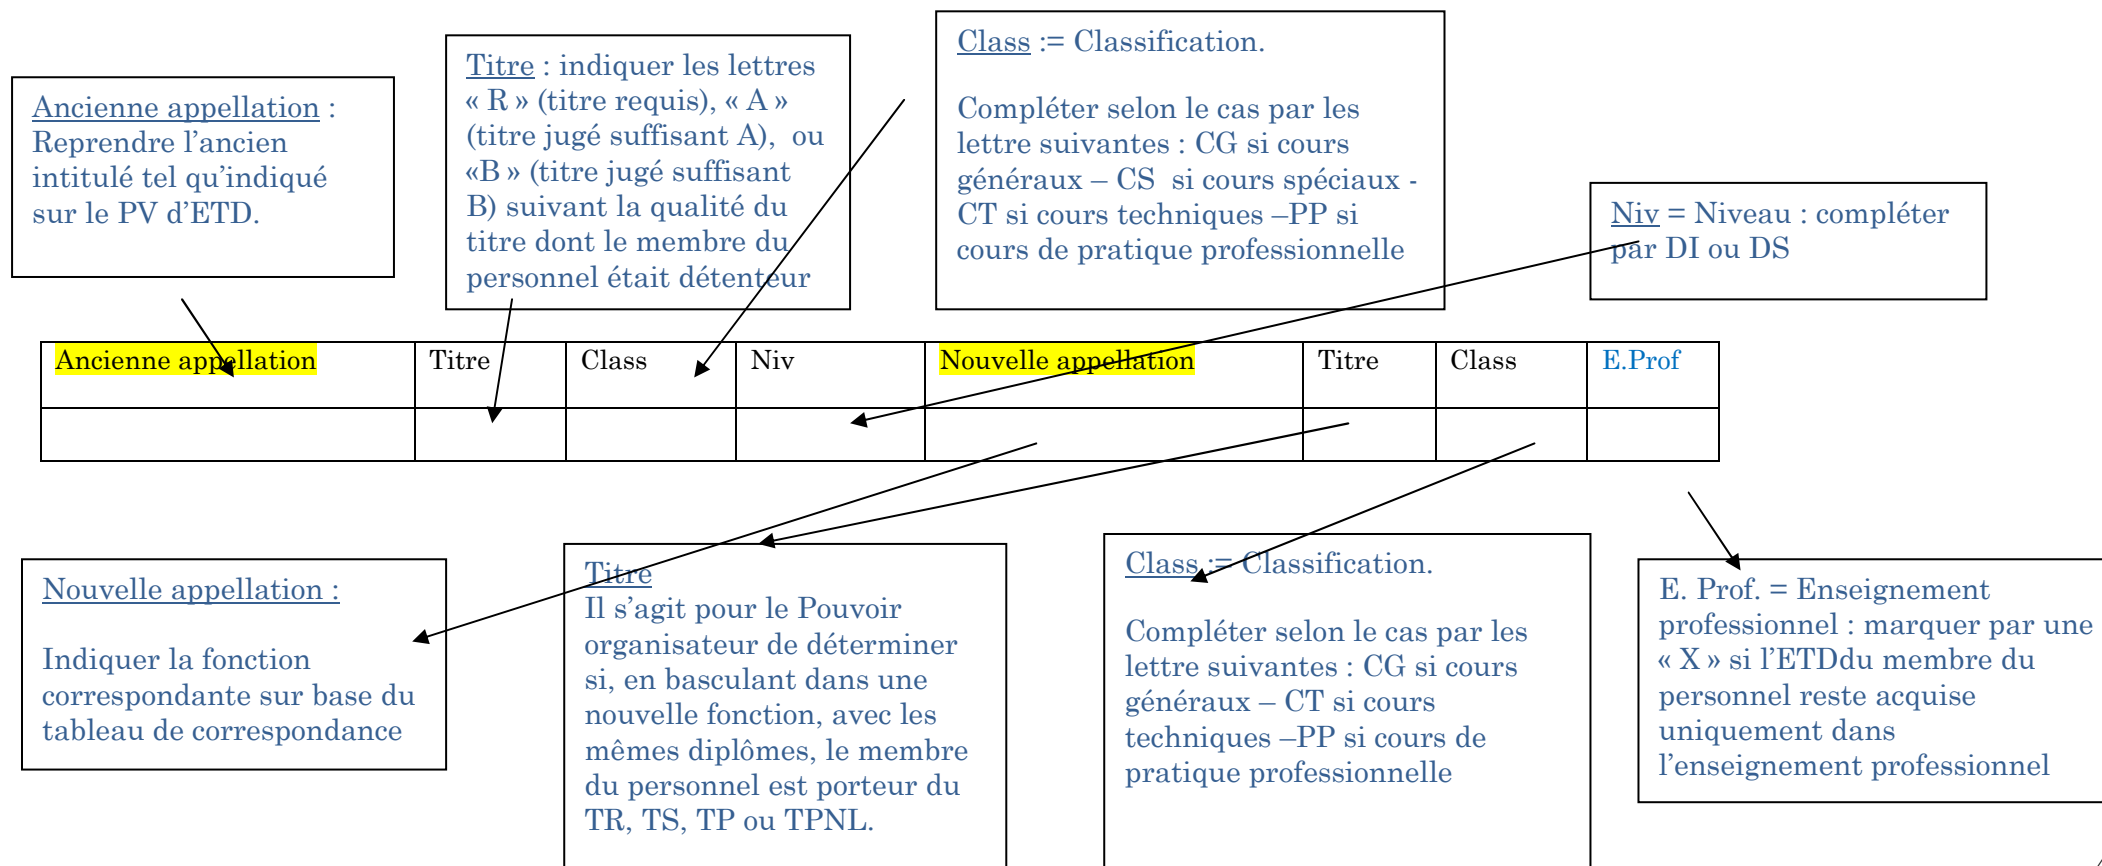 Ancienne appellation :
Reprendre l’ancien
intitulé tel qu’indiqué
sur le PV d’ETD.
Titre : indiquer les lettres
« R » (titre requis), « A »
(titre jugé suffisant A), ou
«B » (titre jugé suffisant
B) suivant la qualité du
titre dont le membre du
personnel était détenteur
Class := Classification.
Compléter selon le cas par les
lettre suivantes : CG si cours
généraux – CS si cours spéciaux -
CT si cours techniques –PP si
cours de pratique professionnelle
Niv = Niveau : compléter
par DI ou DS
Ancienne appellation Titre Class Niv Nouvelle appellation Titre Class E.Prof
Nouvelle appellation :
Indiquer la fonction
correspondante sur base du
tableau de correspondance
Titre
Il s’agit pour le Pouvoir
organisateur de déterminer
si, en basculant dans une
nouvelle fonction, avec les
mêmes diplômes, le membre
du personnel est porteur du
TR, TS, TP ou TPNL.
Class := Classification.
Compléter selon le cas par les
lettre suivantes : CG si cours
généraux – CT si cours
techniques –PP si cours de
pratique professionnelle
E. Prof. = Enseignement
professionnel : marquer par une
« X » si l’ETDdu membre du
personnel reste acquise
uniquement dans
l’enseignement professionnel